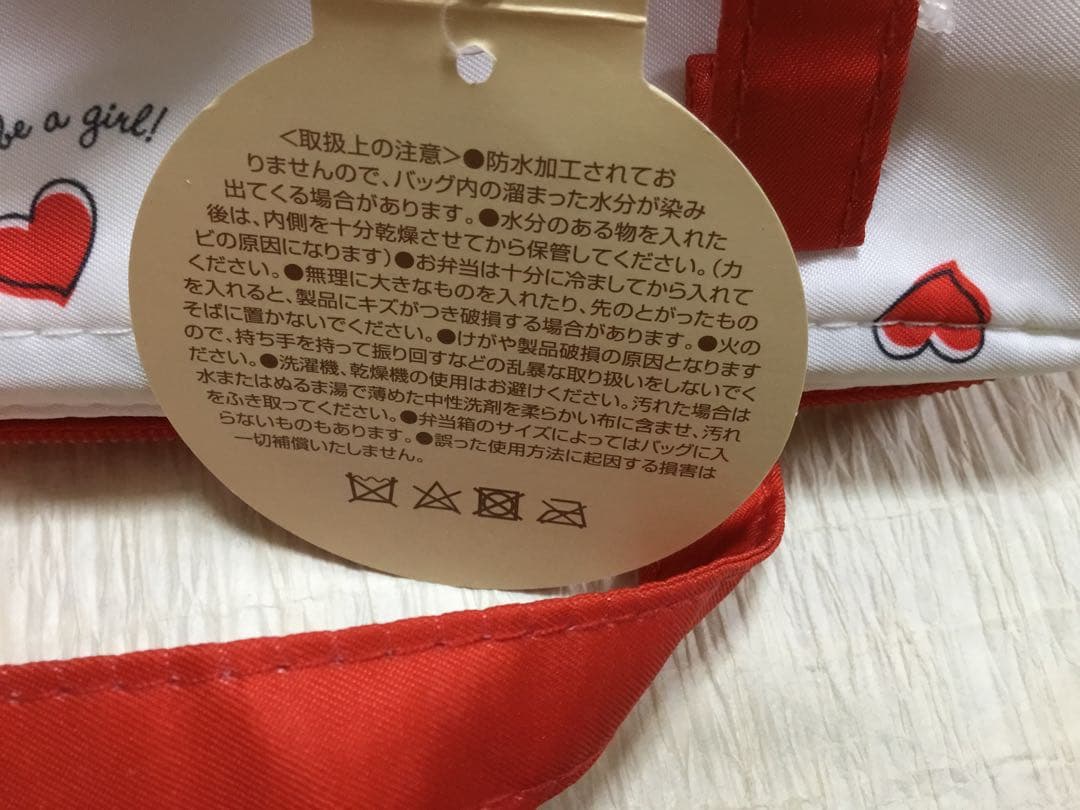 be a girl!
<取扱上の注意>●防水加工されてお
りませんので、バッグ内の溜まった水分が染み
出てくる場合があります。●水分のある物を入れた
後は、内側を十分乾燥させてから保管してください。(カ
ビの原因になります)●お弁当は十分に冷ましてから入れて
ください。●無理に大きなものを入れたり、先のとがったもの
を入れると、製品にキズがつき破損する場合があります。●火の
そばに置かないでください。●けがや製品破損の原因となります
ので、持ち手を持って振り回すなどの乱暴な取り扱いをしないでく
ださい。●洗濯機、乾燥機の使用はお避けください。汚れた場合は
水またはぬるま湯で薄めた中性洗剤を柔らかい布に含ませ、汚れ
をふき取ってください。●弁当箱のサイズによってはバッグに入
らないものもあります。●誤った使用方法に起因する損害は
一切補償いたしません。